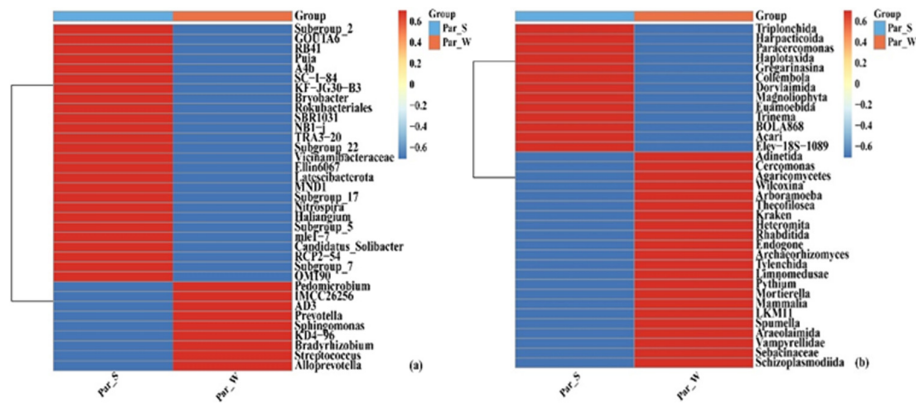 Group
Subgroup_2
GOUTA6
RB41
Puia
A4b
SC-I-84
KF-JG30-B3
Bryobacter
Rokubacteriales
SBR1031
NB1-j
TRA3-20
Subgroup_22
Vicinamibacteraceae
Ellin6067
Latescibacterota
MND1
Subgroup_17
Nitrospira
Haliangium
Subgroup_5
mle1-7
Candidatus_Solibacter
RCP2-54
Subgroup_7
OM190
Pedomicrobium
IMCC26256
AD3
Prevotella
Sphingomonas
KD4-96
Bradyrhizobium
Streptococcus
Alloprevotella
Par_S
Par_W
0.6
0.4
0.2
0
−0.2
−0.4
−0.6
Group
Par_S
Par_W
(a)
Group
Triplonchida
Harpacticoida
Paracercomonas
Haplotaxida
Gregarinasina
Collembola
Dorylaimida
Magnoliophyta
Euamoebida
Trinema
BOLA868
Acari
Elev-18S-1089
Adinetida
Cercomonas
Agaricomycetes
Wilcoxina
Arboramoeba
Thecofilosea
Kraken
Heteromita
Rhabditida
Endogone
Archaeorhizomyces
Tylenchida
Limnomedusae
Pythium
Mortierella
Mammalia
LKM11
Spumella
Araeolaimida
Vampyrellidae
Sebacinaceae
Schizoplasmodiida
Par_S
Par_W
0.6
0.4
0.2
0
−0.2
−0.4
−0.6
Group
Par_S
Par_W
(b)